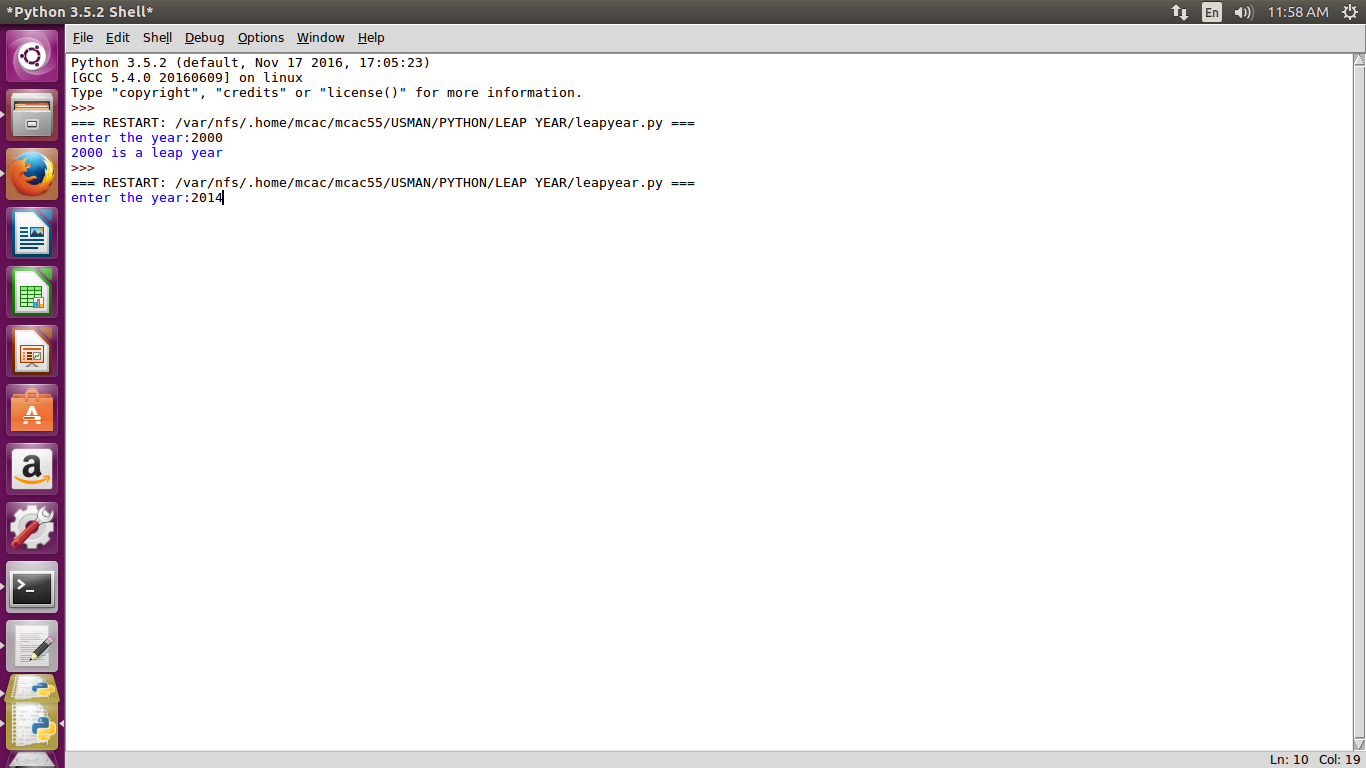 *Python 3.5.2 Shell*
En
11:58 AM
File Edit Shell Debug Options Window Help
Python 3.5.2 (default, Nov 17 2016, 17:05:23)
[GCC 5.4.0 20160609] on linux
Type "copyright", "credits" or "license()" for more information.
>>>
=== RESTART: /var/nfs/.home/mcac/mcac55/USMAN/PYTHON/LEAP YEAR/leapyear.py ===
enter the year:2000
2000 is a leap year
>>>
=== RESTART: /var/nfs/.home/mcac/mcac55/USMAN/PYTHON/LEAP YEAR/leapyear.py ===
enter the year:2014
Ln: 10 Col: 19